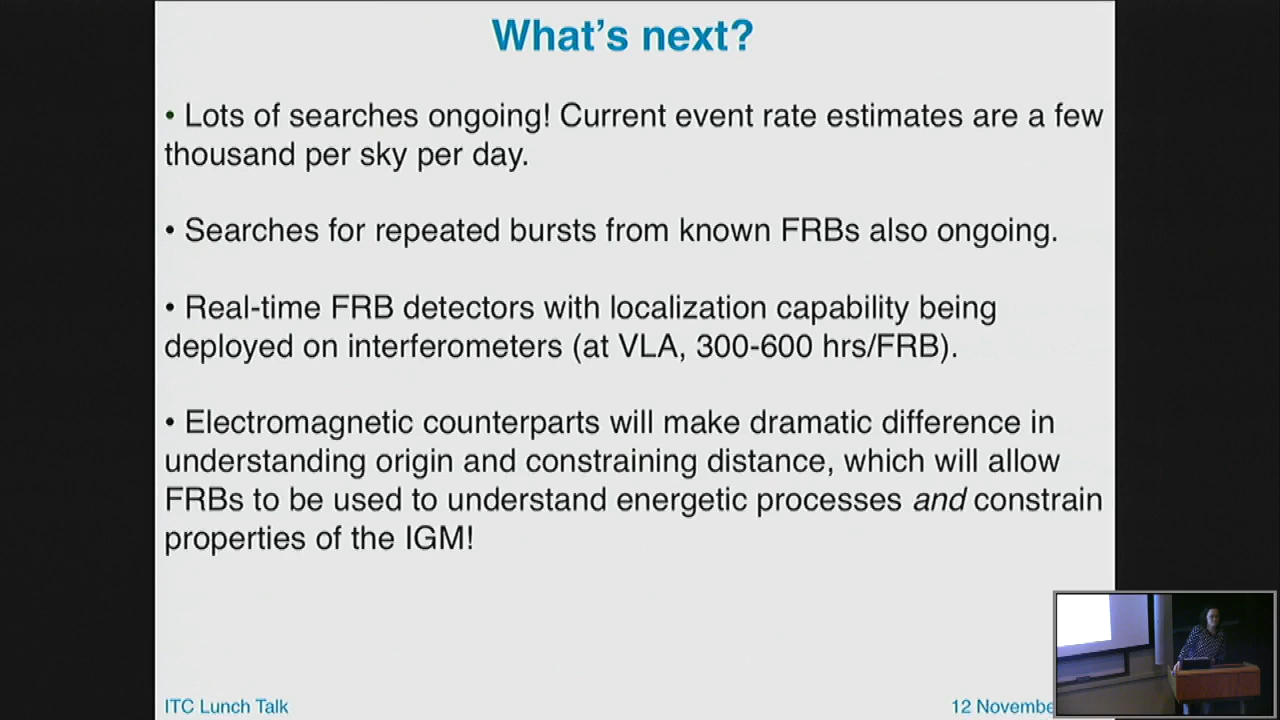 What's next?
• Lots of searches ongoing! Current event rate estimates are a few
thousand per sky per day.
• Searches for repeated bursts from known FRBs also ongoing.
• Real-time FRB detectors with localization capability being
deployed on interferometers (at VLA, 300-600 hrs/FRB).
• Electromagnetic counterparts will make dramatic difference in
understanding origin and constraining distance, which will allow
FRBs to be used to understand energetic processes and constrain
properties of the IGM!
ITC Lunch Talk
12